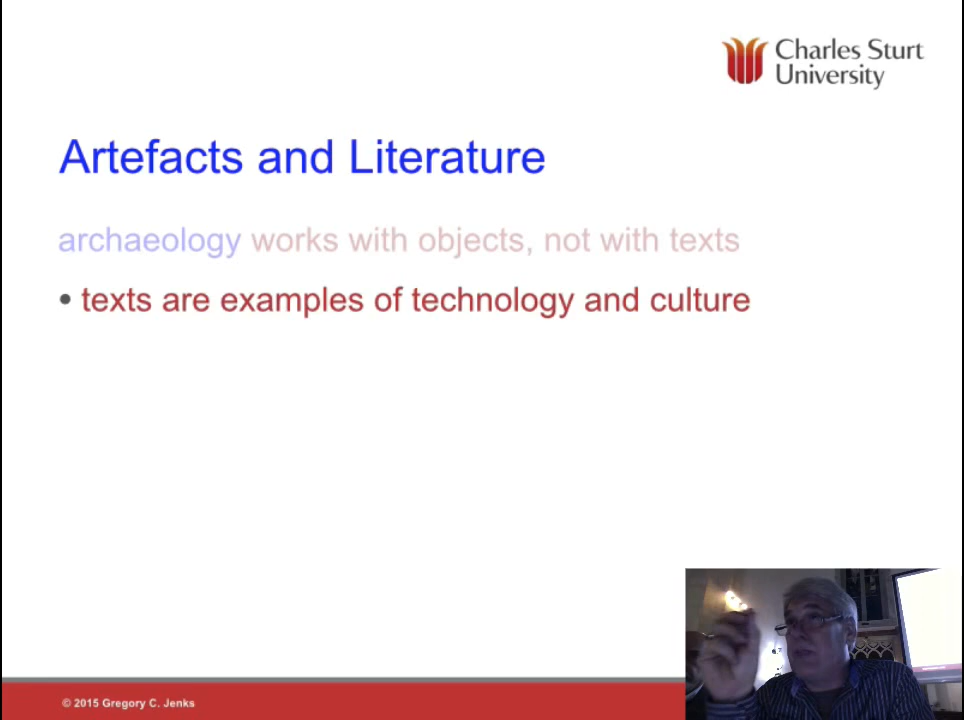 Charles Sturt
University
Artefacts and Literature
archaeology works with objects, not with texts
• texts are examples of technology and culture
© 2015 Gregory C. Jenks